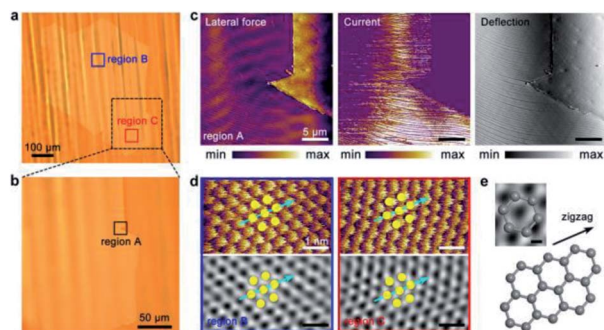 a
region B
region C
100 μm
b
region A
50 μm
c
Lateral force
Current
Deflection
region A
5 μm
min
max
min
max
min
max
d
1 nm
region B
region C
e
zigzag